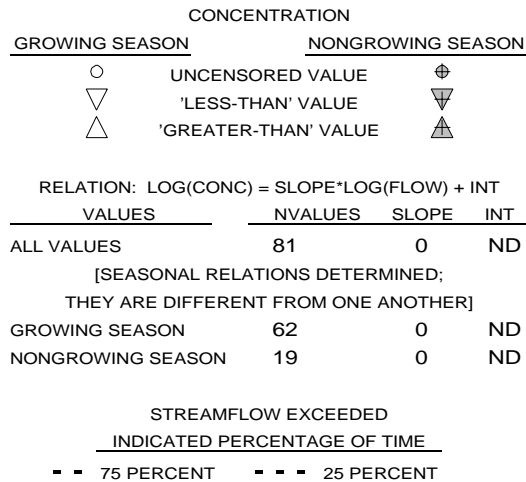 CONCENTRATION
GROWING SEASON NONGROWING SEASON
UNCENSORED VALUE
'LESS-THAN' VALUE
'GREATER-THAN' VALUE
RELATION: LOG(CONC) = SLOPE*LOG(FLOW) + INT
VALUES NVALUES SLOPE INT
ALL VALUES 81 0 ND
[SEASONAL RELATIONS DETERMINED;
THEY ARE DIFFERENT FROM ONE ANOTHER]
GROWING SEASON 62 0 ND
NONGROWING SEASON 19 0 ND
STREAMFLOW EXCEEDED
INDICATED PERCENTAGE OF TIME
75 PERCENT 25 PERCENT